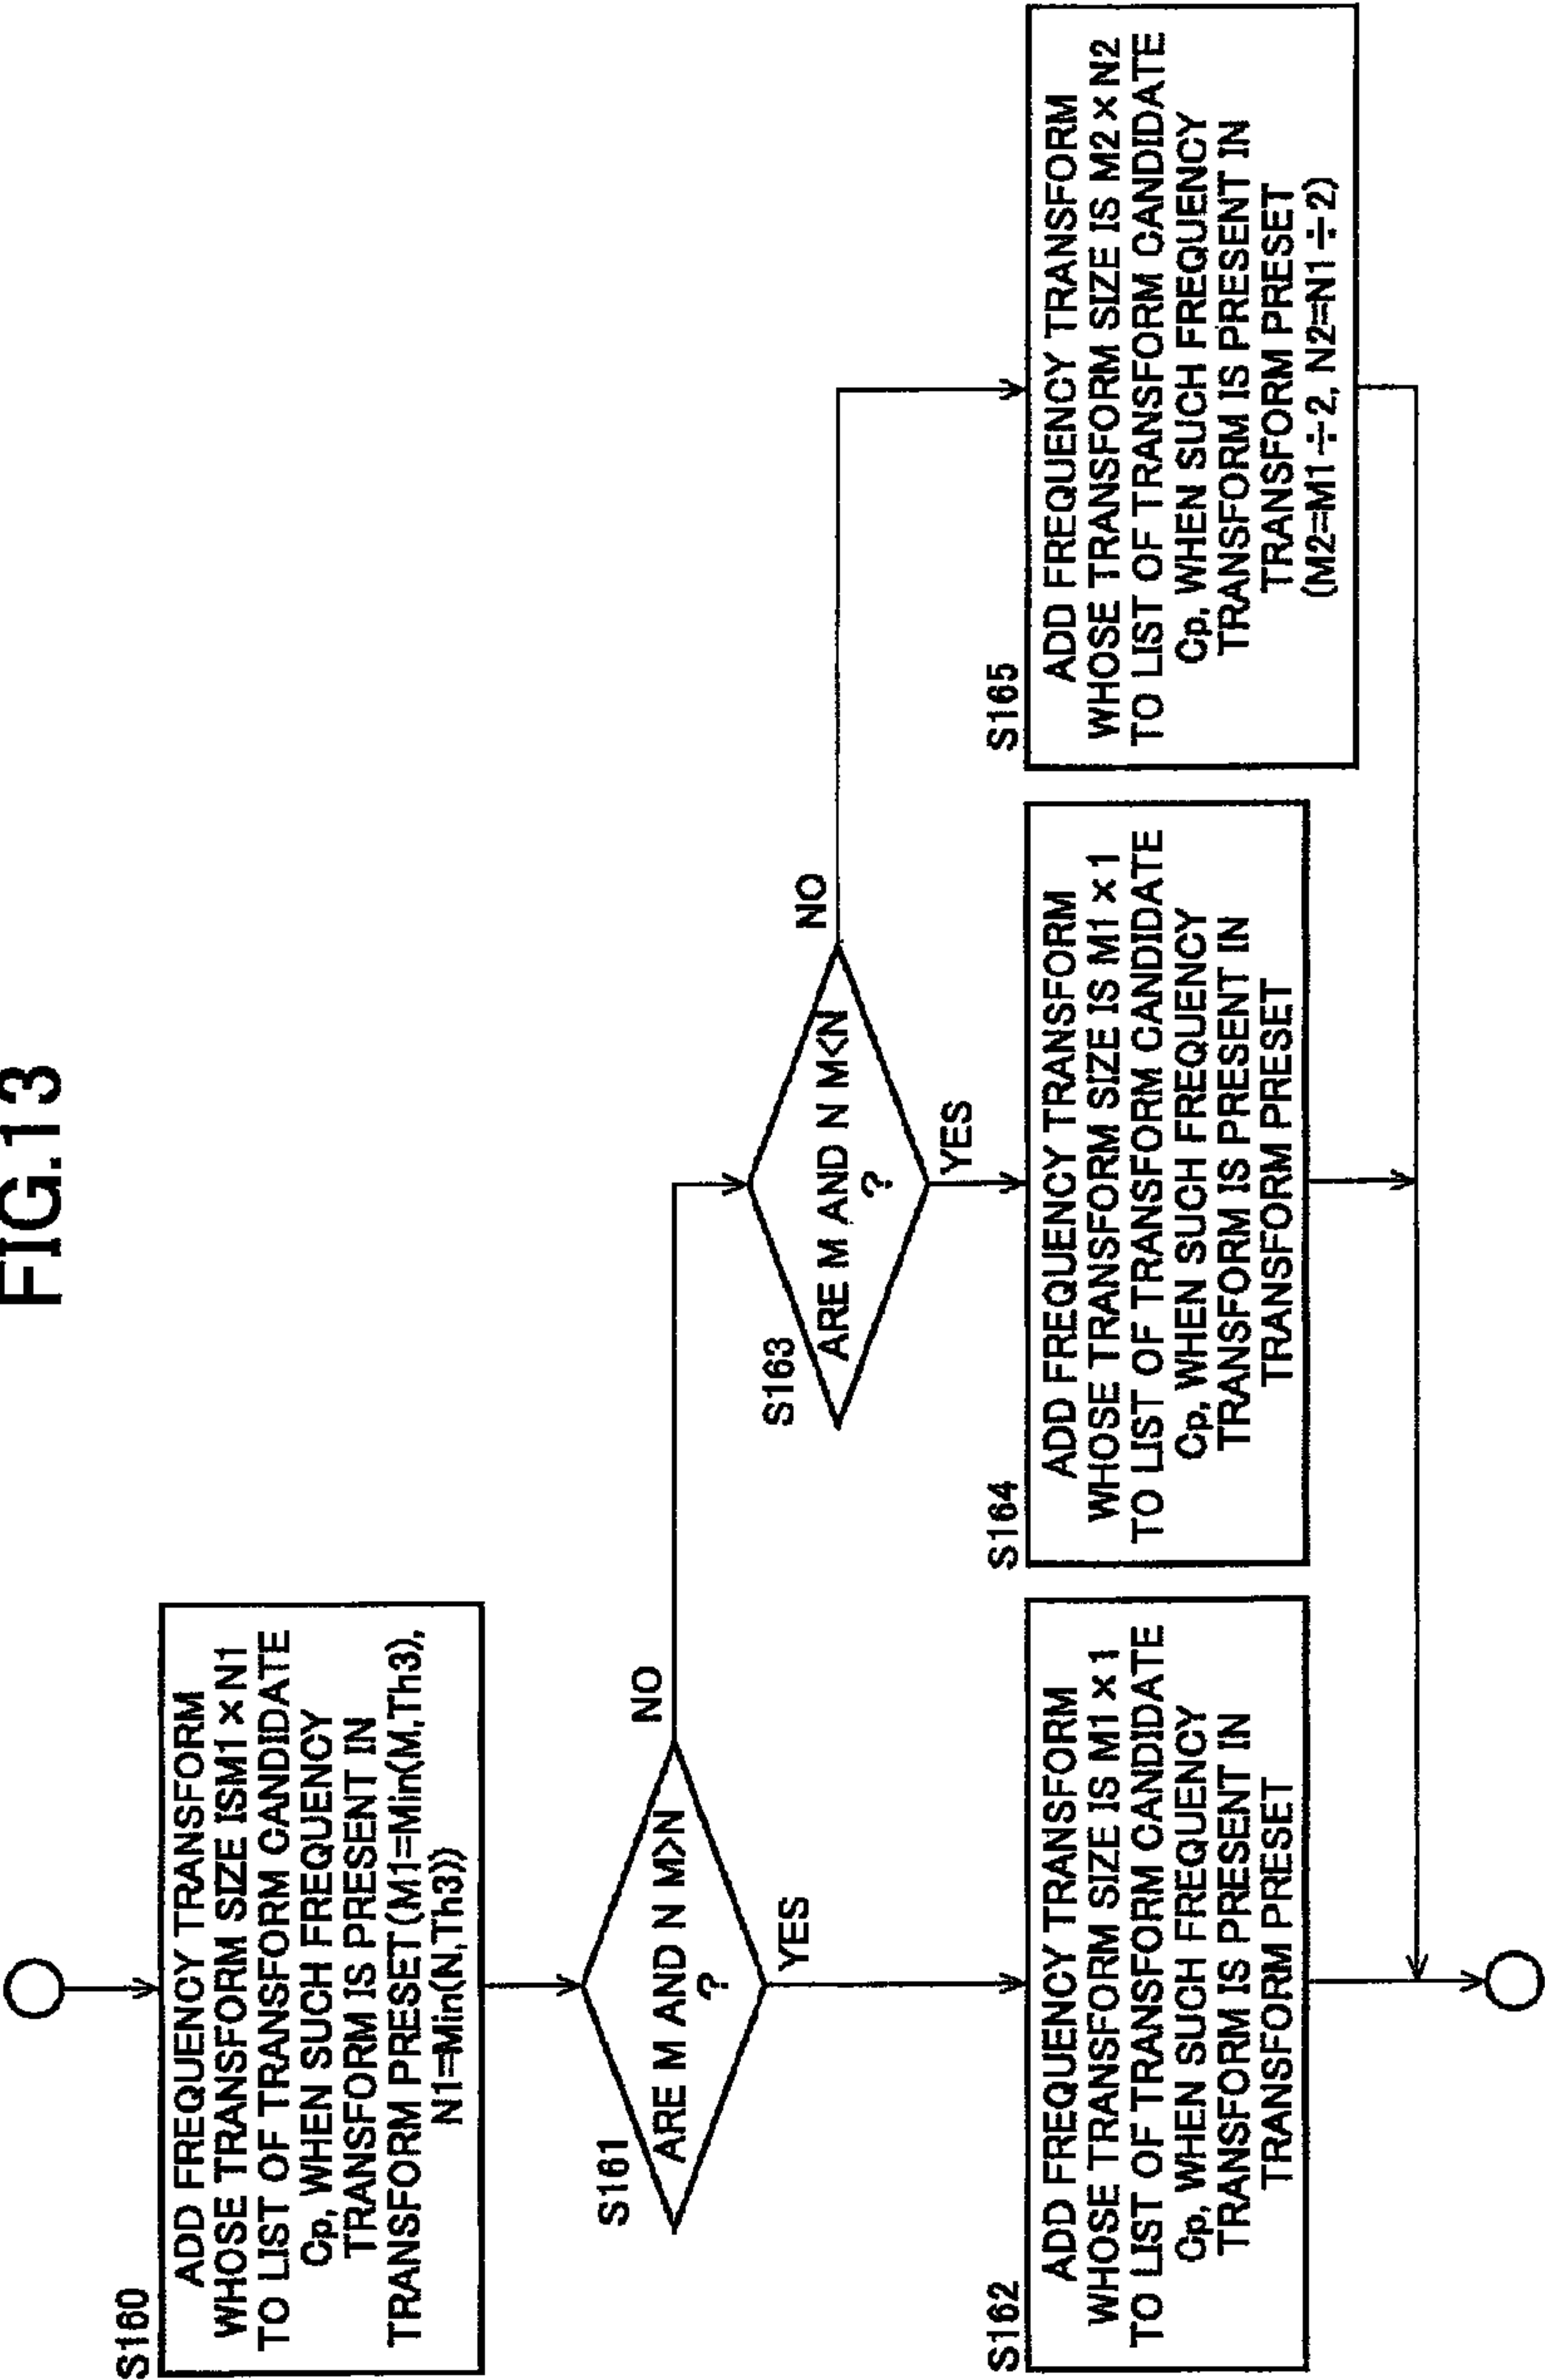 FIG.13
S160
ADD FREQUENCY TRANSFORM
WHOSE TRANSFORM SIZE ISM1×N1
TO LIST OF TRANSFORM CANDIDATE
Cp, WHEN SUCH FREQUENCY
TRANSFORM IS PRESENT IN
TRANSFORM PRESET(M1=Min(M,Th3),
N1=Min(N,Th3)))
S161
ARE M AND N M>N
?
NO
YES
S163
ARE M AND N M<N
?
NO
YES
S162
ADD FREQUENCY TRANSFORM
WHOSE TRANSFORM SIZE IS M1×1
TO LIST OF TRANSFORM CANDIDATE
Cp, WHEN SUCH FREQUENCY
TRANSFORM IS PRESENT IN
TRANSFORM PRESET
S164
ADD FREQUENCY TRANSFORM
WHOSE TRANSFORM SIZE IS M1×1
TO LIST OF TRANSFORM CANDIDATE
Cp, WHEN SUCH FREQUENCY
TRANSFORM IS PRESENT IN
TRANSFORM PRESET
S165
ADD FREQUENCY TRANSFORM
WHOSE TRANSFORM SIZE IS M2×N2
TO LIST OF TRANSFORM CANDIDATE
Cp, WHEN SUCH FREQUENCY
TRANSFORM IS PRESENT IN
TRANSFORM PRESET
(M2=M1÷2, N2=N1÷2)